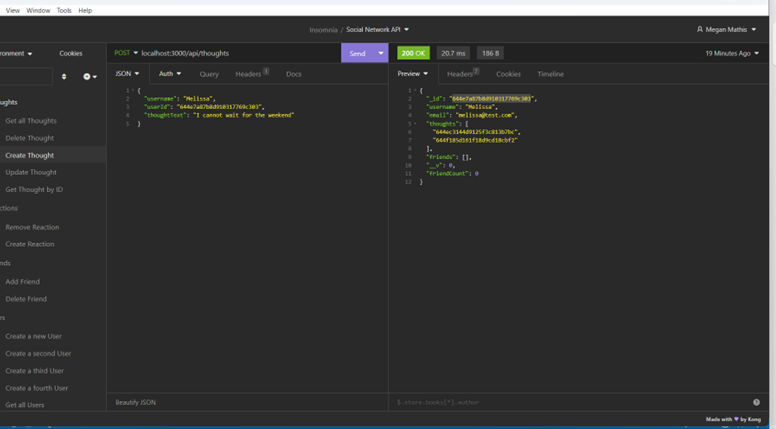 View Window Tools Help
Insomnia / Social Network API
Megan Mathis
ronment
Cookies
POST localhost:3000/api/thoughts
Send
200 OK 20.7 ms 186 B
19 Minutes Ago
JSON Auth Query Headers 1 Docs
Preview Headers 7 Cookies Timeline
ughts
Get all Thoughts
Delete Thought
Create Thought
Update Thought
Get Thought by ID
ctions
Remove Reaction
Create Reaction
nds
Add Friend
Delete Friend
rs
Create a new User
Create a second User
Create a third User
Create a fourth User
Get all Users
1 {
2 "username": "Melissa",
3 "userId": "644e7a87b8d910317769c303",
4 "thoughtText": "I cannot wait for the weekend"
5 }
1 {
2 "_id": "644e7a87b8d910317769c303",
3 "username": "Melissa",
4 "email": "melissa@test.com",
5 "thoughts": [
6 "644ec3144d9125f3c813b7bc",
7 "644f185d161f18d9cd18cbf2"
8 ],
9 "friends": [],
10 "__v": 0,
11 "friendCount": 0
12 }
Beautify JSON
$.store.books[*].author
Made with ♥ by Kong